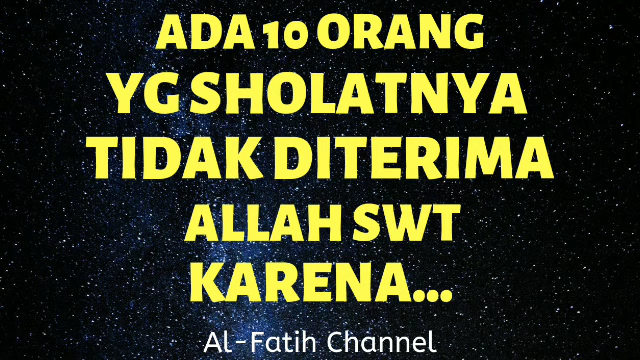 ADA 10 ORANG
YG SHOLATNYA
TIDAK DITERIMA
ALLAH SWT
KARENA...
Al-Fatih Channel